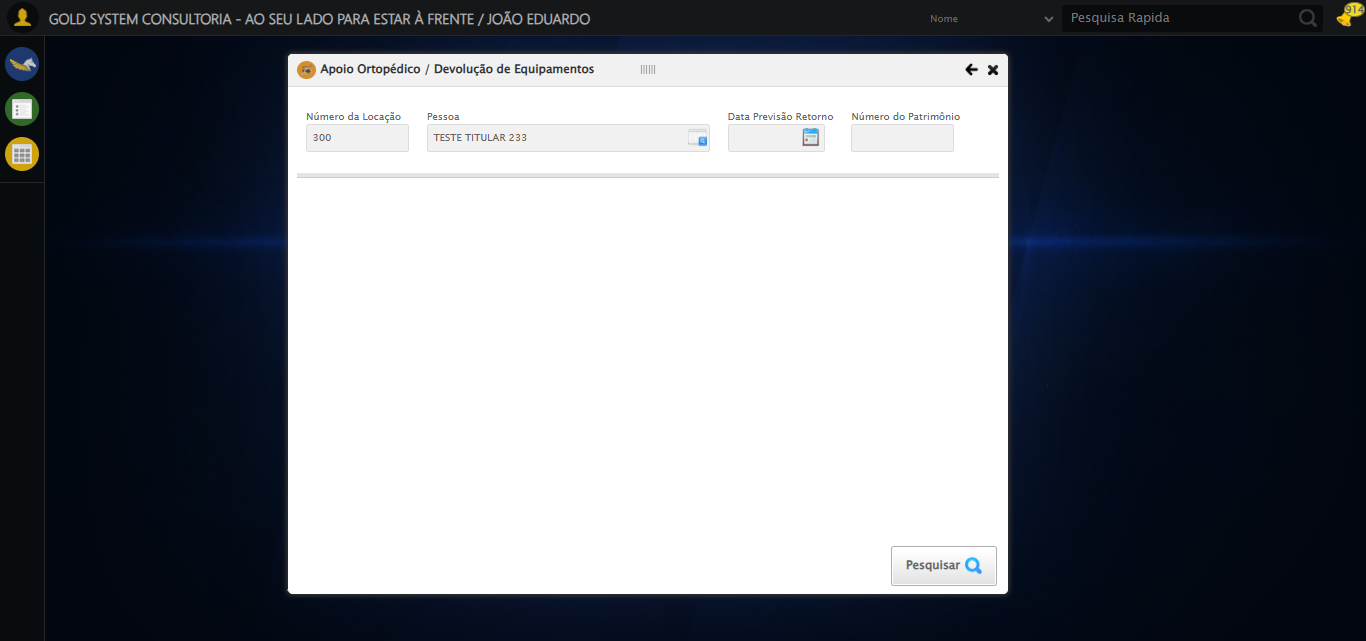 GOLD SYSTEM CONSULTORIA - AO SEU LADO PARA ESTAR À FRENTE / JOÃO EDUARDO
Nome
Pesquisa Rapida
914
Apoio Ortopédico / Devolução de Equipamentos
Número da Locação
Pessoa
Data Previsão Retorno
Número do Patrimônio
300
TESTE TITULAR 233
Pesquisar